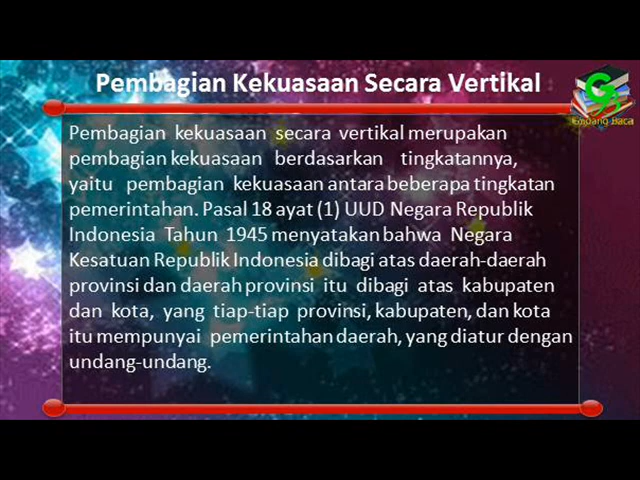 Pembagian Kekuasaan Secara Vertikal
Gudang Baca
Pembagian kekuasaan secara vertikal merupakan
pembagian kekuasaan berdasarkan tingkatannya,
yaitu pembagian kekuasaan antara beberapa tingkatan
pemerintahan. Pasal 18 ayat (1) UUD Negara Republik
Indonesia Tahun 1945 menyatakan bahwa Negara
Kesatuan Republik Indonesia dibagi atas daerah-daerah
provinsi dan daerah provinsi itu dibagi atas kabupaten
dan kota, yang tiap-tiap provinsi, kabupaten, dan kota
itu mempunyai pemerintahan daerah, yang diatur dengan
undang-undang.